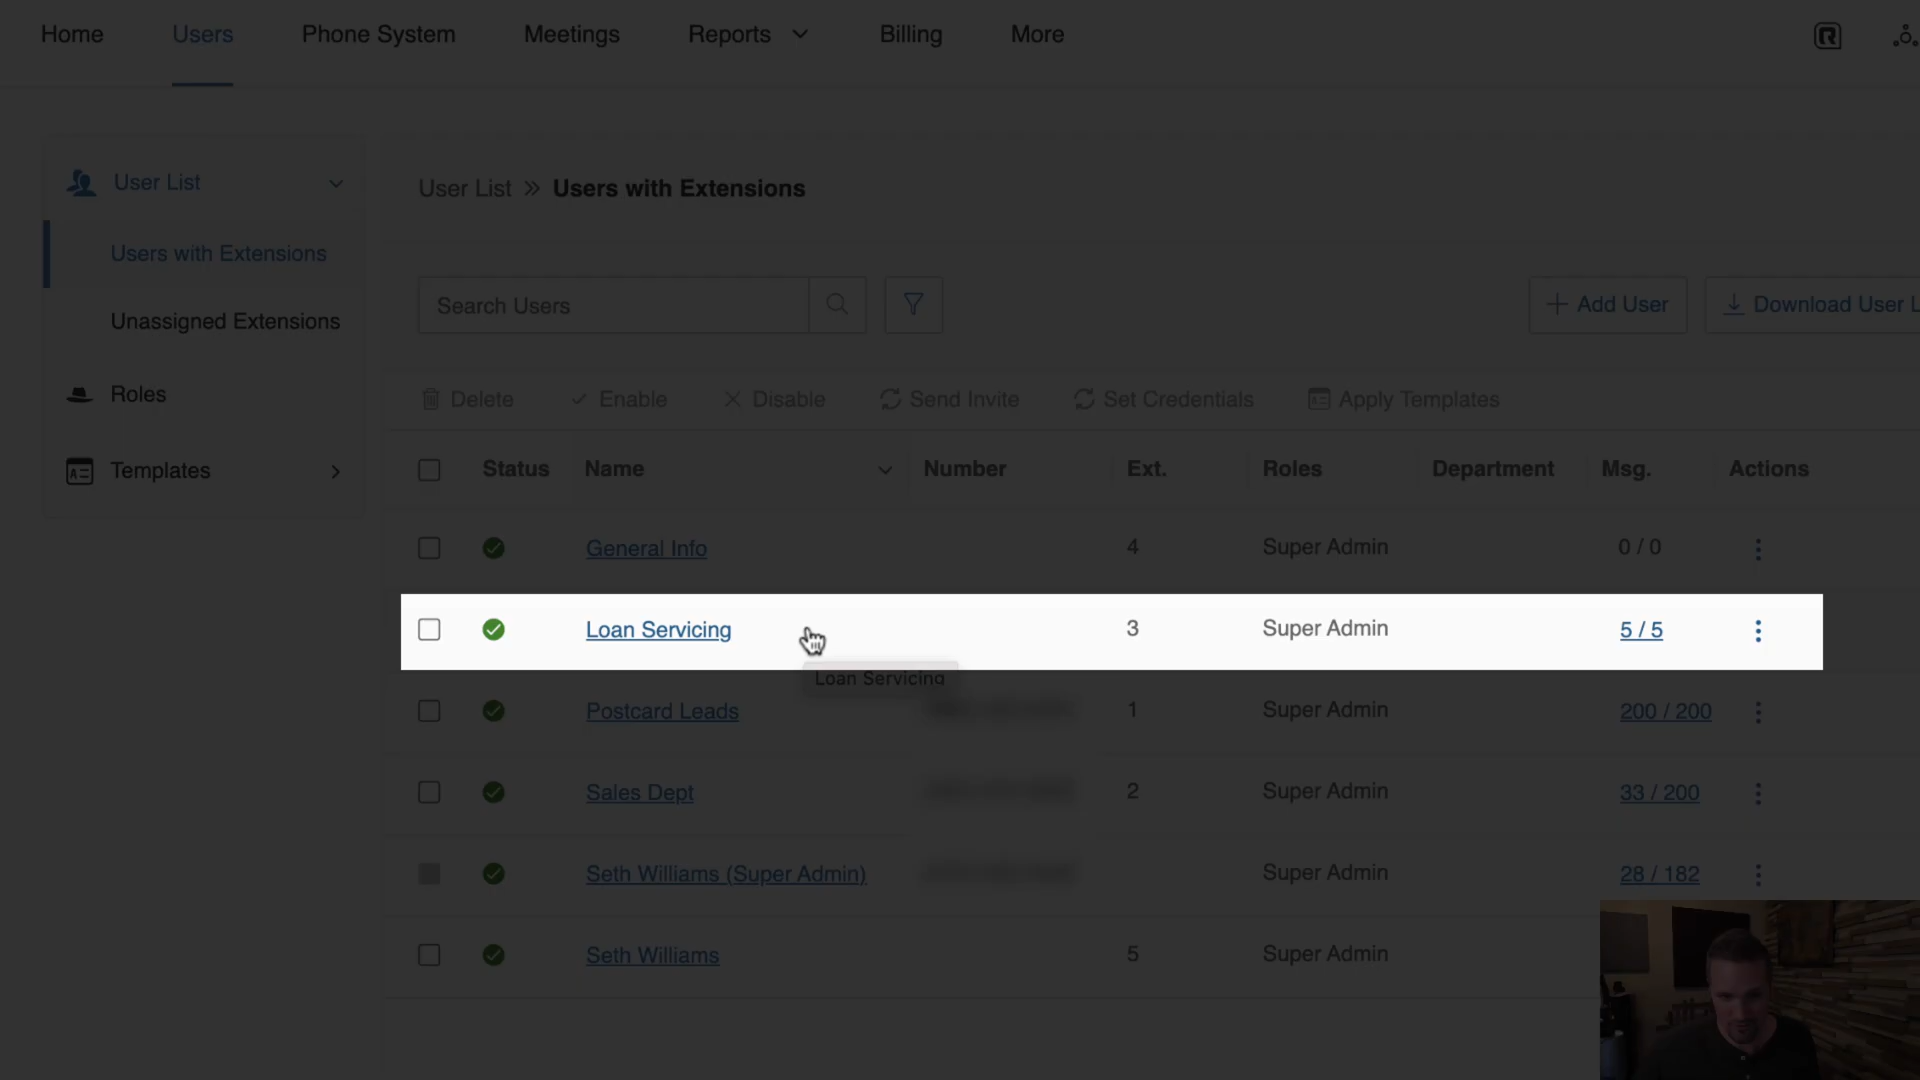 Home Users Phone System Meetings Reports Billing More
User List
Users with Extensions
Unassigned Extensions
Roles
Templates
User List » Users with Extensions
Search Users
Add User
Download User L
Delete Enable Disable Send Invite Set Credentials Apply Templates
Status Name Number Ext. Roles Department Msg. Actions
General Info 4 Super Admin 0 / 0
Loan Servicing 3 Super Admin 5 / 5
Loan Servicing
Postcard Leads 1 Super Admin 200 / 200
Sales Dept 2 Super Admin 33 / 200
Seth Williams (Super Admin) Super Admin 28 / 182
Seth Williams 5 Super Admin